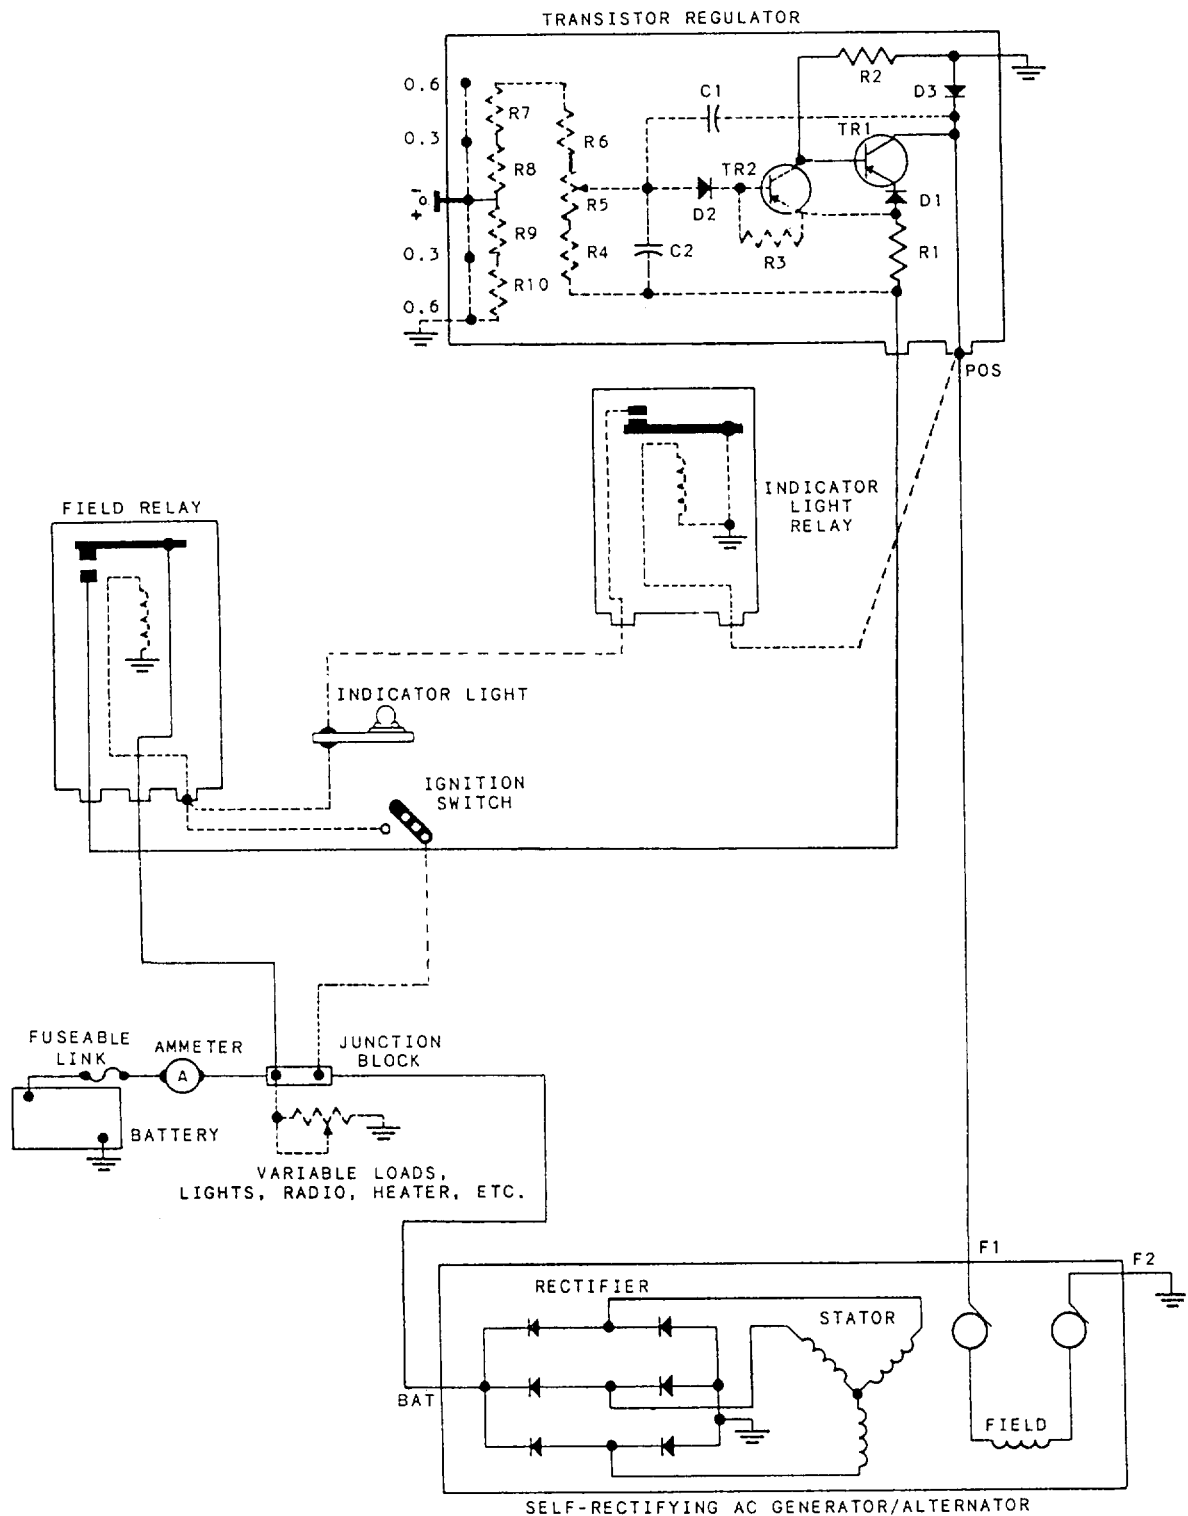 TRANSISTOR REGULATOR
R2
0.6
C1
D3
R7
0.3
R6
TR1
R8
TR2
-
0
+
R5
D2
D1
R9
0.3
R4
C2
R3
R1
R10
0.6
POS
INDICATOR
LIGHT
RELAY
FIELD RELAY
INDICATOR LIGHT
IGNITION
SWITCH
FUSEABLE
LINK
AMMETER
A
JUNCTION
BLOCK
BATTERY
VARIABLE LOADS,
LIGHTS, RADIO, HEATER, ETC.
F1
F2
RECTIFIER
STATOR
BAT
FIELD
SELF-RECTIFYING AC GENERATOR/ALTERNATOR